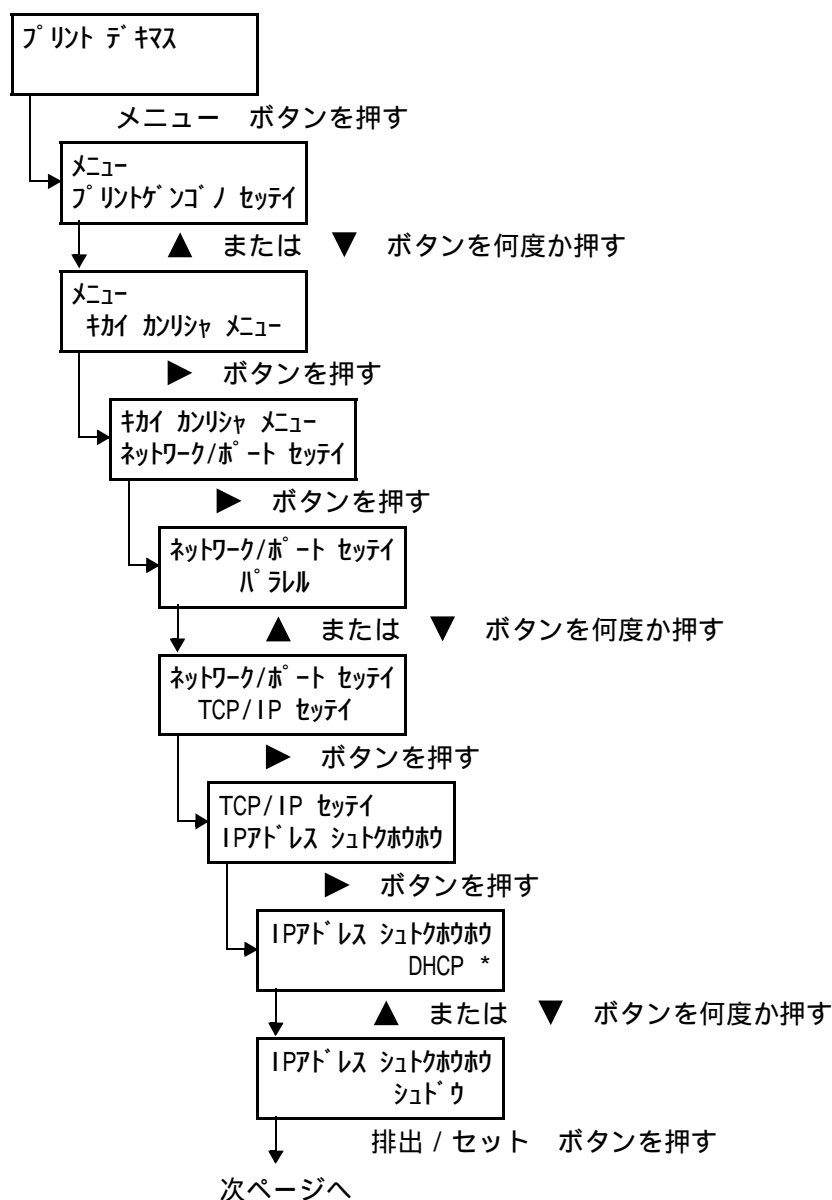 プリント デキマス
メニュー　ボタンを押す
メニュー
プリントゲンゴノ セッテイ
▲　または　▼　ボタンを何度か押す
メニュー
キカイ カンリシャ メニュー
▶　ボタンを押す
キカイ カンリシャ メニュー
ネットワーク/ポート セッテイ
▶　ボタンを押す
ネットワーク/ポート セッテイ
パラレル
▲　または　▼　ボタンを何度か押す
ネットワーク/ポート セッテイ
TCP/IP セッテイ
▶　ボタンを押す
TCP/IP セッテイ
IPアドレス シュトクホウホウ
▶　ボタンを押す
IPアドレス シュトクホウホウ
DHCP *
▲　または　▼　ボタンを何度か押す
IPアドレス シュトクホウホウ
シュドウ
排出 / セット　ボタンを押す
次ページへ